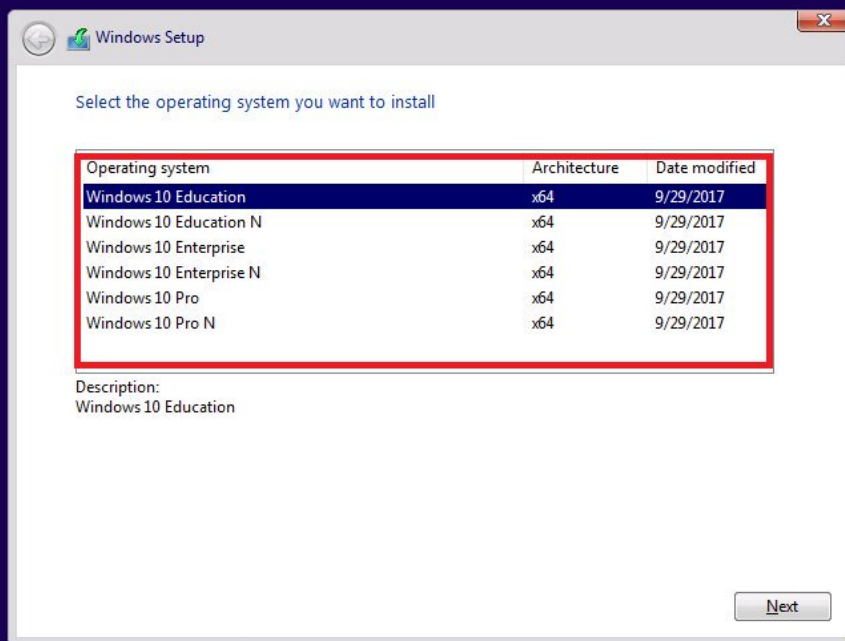 Windows Setup
Select the operating system you want to install
Operating system Architecture Date modified
Windows 10 Education x64 9/29/2017
Windows 10 Education N x64 9/29/2017
Windows 10 Enterprise x64 9/29/2017
Windows 10 Enterprise N x64 9/29/2017
Windows 10 Pro x64 9/29/2017
Windows 10 Pro N x64 9/29/2017
Description:
Windows 10 Education
Next